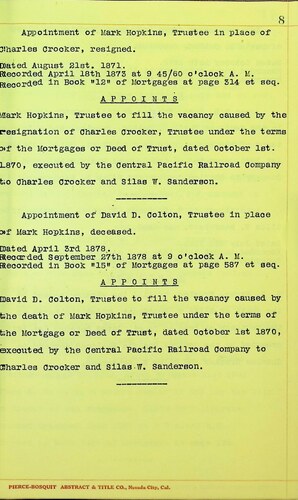 8
Appointment of Mark Hopkins, Trustee in place of
Charles Crocker, resigned.
Dated August 21st. 1871.
Recorded April 18th 1873 at 9 45/60 o'clock A. M.
Recorded in Book "12" of Mortgages at page 314 et seq.
A P P O I N T S
Mark Hopkins, Trustee to fill the vacancy caused by the
resignation of Charles Crocker, Trustee under the terms
of the Mortgages or Deed of Trust, dated October 1st.
1870, executed by the Central Pacific Railroad Company
to Charles Crocker and Silas W. Sanderson.
----------
Appointment of David D. Colton, Trustee in place
of Mark Hopkins, deceased.
Dated April 3rd 1878.
Recorded September 27th 1878 at 9 o'clock A. M.
Recorded in Book "15" of Mortgages at page 587 et seq.
A P P O I N T S
David D. Colton, Trustee to fill the vacancy caused by
the death of Mark Hopkins, Trustee under the terms of
the Mortgage or Deed of Trust, dated October 1st 1870,
executed by the Central Pacific Railroad Company to
Charles Crocker and Silas W. Sanderson.
----------
PIERCE-BOSQUIT ABSTRACT & TITLE CO., Nevada City, Cal.